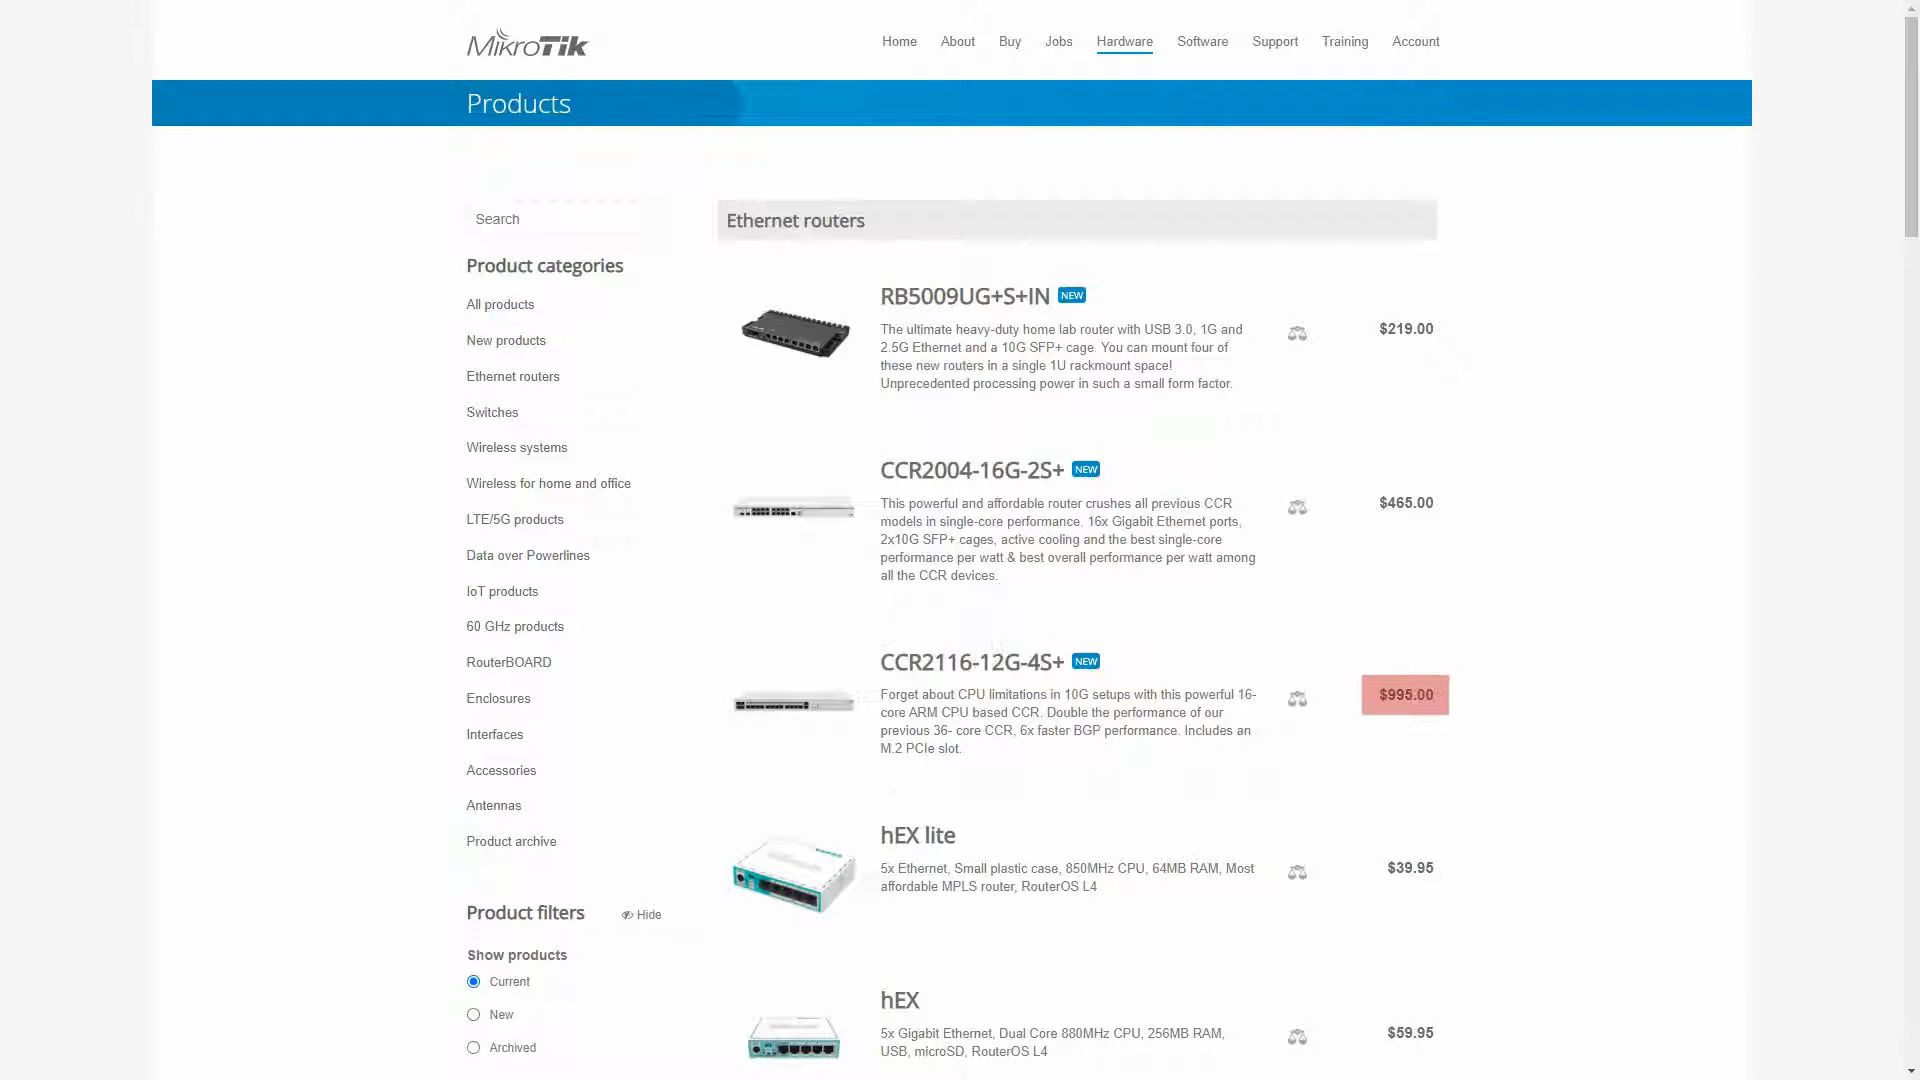 MikroTik
Home About Buy Jobs Hardware Software Support Training Account
Products
Search
Product categories
All products
New products
Ethernet routers
Switches
Wireless systems
Wireless for home and office
LTE/5G products
Data over Powerlines
IoT products
60 GHz products
RouterBOARD
Enclosures
Interfaces
Accessories
Antennas
Product archive
Product filters Hide
Show products
Current
New
Archived
Ethernet routers
RB5009UG+S+IN NEW
The ultimate heavy-duty home lab router with USB 3.0, 1G and
2.5G Ethernet and a 10G SFP+ cage. You can mount four of
these new routers in a single 1U rackmount space!
Unprecedented processing power in such a small form factor.
$219.00
CCR2004-16G-2S+ NEW
This powerful and affordable router crushes all previous CCR
models in single-core performance. 16x Gigabit Ethernet ports,
2x10G SFP+ cages, active cooling and the best single-core
performance per watt & best overall performance per watt among
all the CCR devices.
$465.00
CCR2116-12G-4S+ NEW
Forget about CPU limitations in 10G setups with this powerful 16-
core ARM CPU based CCR. Double the performance of our
previous 36- core CCR, 6x faster BGP performance. Includes an
M.2 PCIe slot.
$995.00
hEX lite
5x Ethernet, Small plastic case, 850MHz CPU, 64MB RAM, Most
affordable MPLS router, RouterOS L4
$39.95
hEX
5x Gigabit Ethernet, Dual Core 880MHz CPU, 256MB RAM,
USB, microSD, RouterOS L4
$59.95